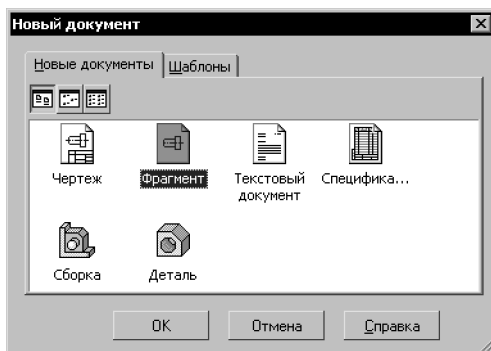 Новый документ
Новые документы Шаблоны
Чертеж Фрагмент Текстовый документ Специфика...
Сборка Деталь
OK Отмена Справка